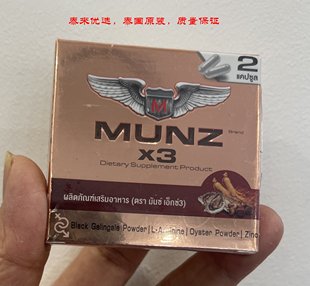 泰来优选，泰国原装，质量保证
2
แคปซูล
M
MUNZ
Brand
X3
Dietary Supplement Product
ผลิตภัณฑ์เสริมอาหาร (ตรา มันซ์ เอ็กซ์3)
Black Galingale Powder | L-Arginine | Oyster Powder | Zinc